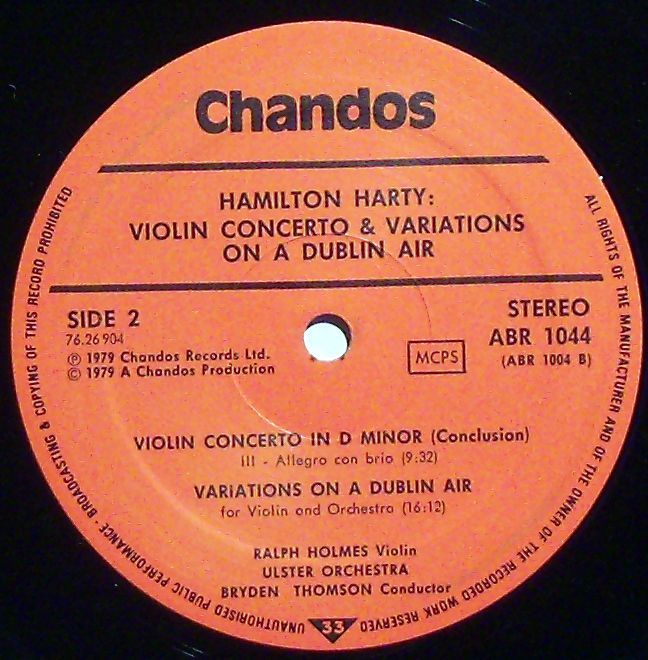 Chandos
HAMILTON HARTY:
VIOLIN CONCERTO & VARIATIONS
ON A DUBLIN AIR
SIDE 2
76.26 904
Ⓟ 1979 Chandos Records Ltd.
© 1979 A Chandos Production
STEREO
ABR 1044
(ABR 1004 B)
MCPS
VIOLIN CONCERTO IN D MINOR (Conclusion)
III - Allegro con brio (9:32)
VARIATIONS ON A DUBLIN AIR
for Violin and Orchestra (16:12)
RALPH HOLMES Violin
ULSTER ORCHESTRA
BRYDEN THOMSON Conductor
33
ALL RIGHTS OF THE MANUFACTURER AND OF THE OWNER OF THE RECORDED WORK RESERVED
UNAUTHORISED PUBLIC PERFORMANCE · BROADCASTING & COPYING OF THIS RECORD PROHIBITED